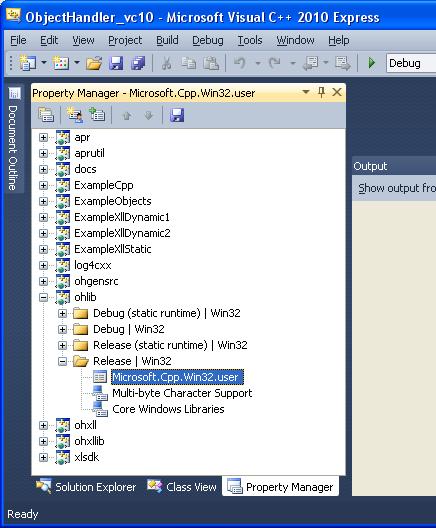 ObjectHandler_vc10 - Microsoft Visual C++ 2010 Express
File Edit View Project Build Debug Tools Window Help
Debug
Document Outline
Property Manager - Microsoft.Cpp.Win32.user
apr
aprutil
docs
ExampleCpp
ExampleObjects
ExampleXllDynamic1
ExampleXllDynamic2
ExampleXllStatic
log4cxx
ohgensrc
ohlib
Debug (static runtime) | Win32
Debug | Win32
Release (static runtime) | Win32
Release | Win32
Microsoft.Cpp.Win32.user
Multi-byte Character Support
Core Windows Libraries
ohxll
ohxllib
xlsdk
Output
Show output fro
Solution Explorer Class View Property Manager
Ready